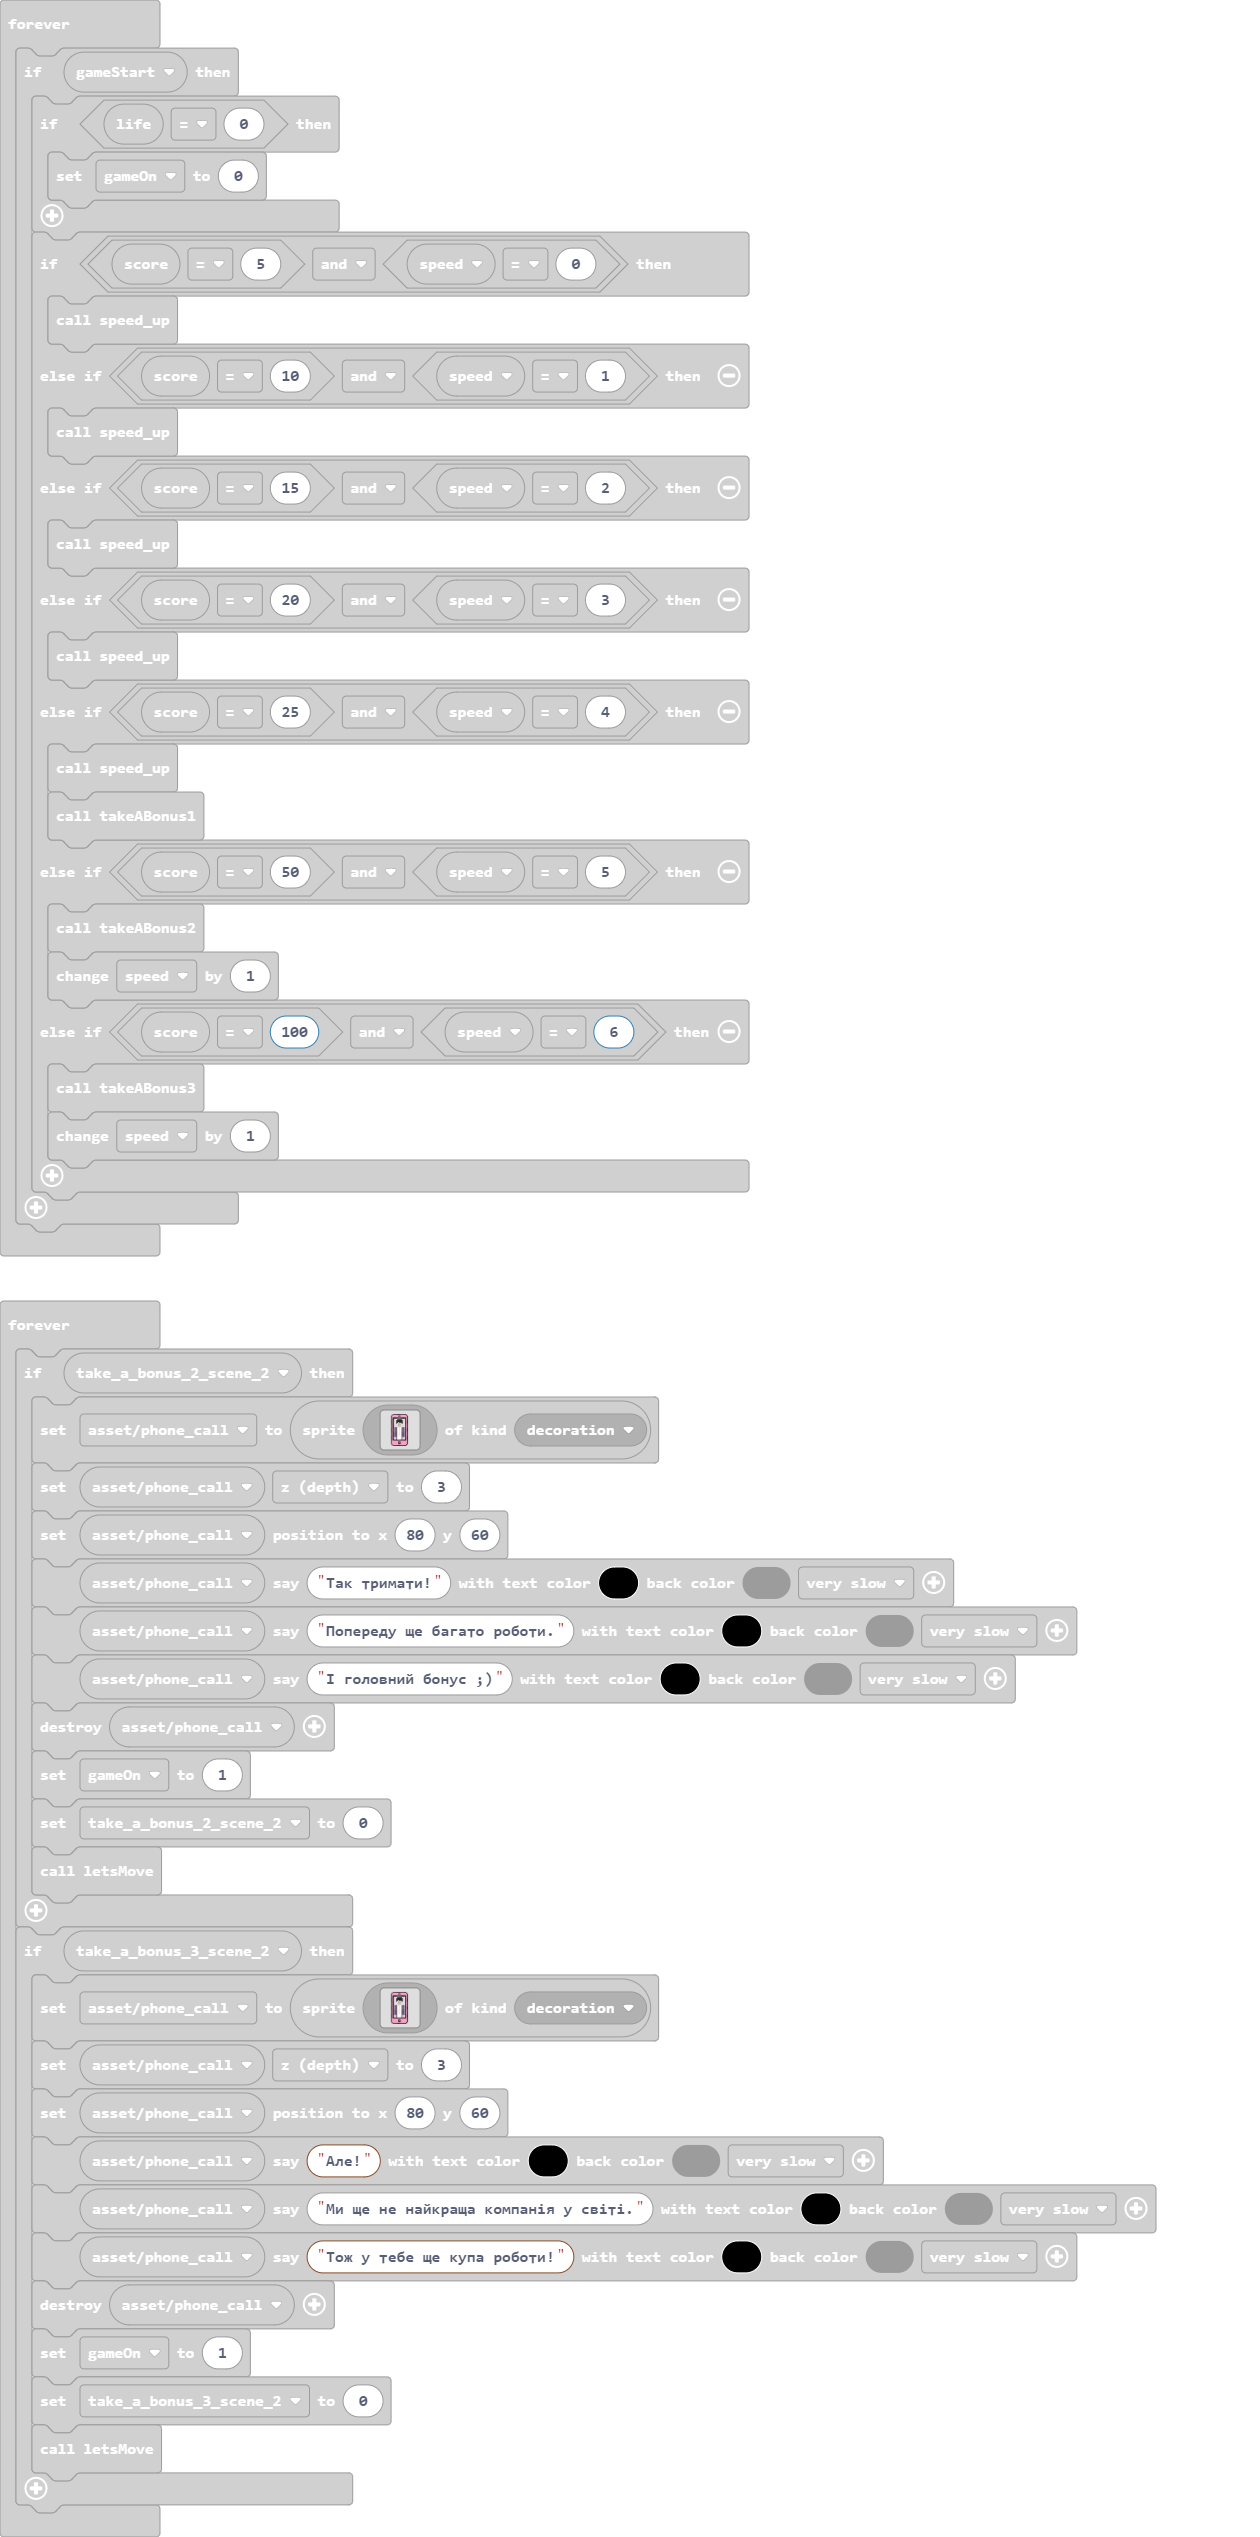 forever
if gameStart then
if life = 0 then
set gameOn to 0
if score = 5 and speed = 0 then
call speed_up
else if score = 10 and speed = 1 then
call speed_up
else if score = 15 and speed = 2 then
call speed_up
else if score = 20 and speed = 3 then
call speed_up
else if score = 25 and speed = 4 then
call speed_up
call takeABonus1
else if score = 50 and speed = 5 then
call takeABonus2
change speed by 1
else if score = 100 and speed = 6 then
call takeABonus3
change speed by 1
forever
if take_a_bonus_2_scene_2 then
set asset/phone_call to sprite of kind decoration
set asset/phone_call z (depth) to 3
set asset/phone_call position to x 80 y 60
asset/phone_call say "Так тримати!" with text color back color very slow
asset/phone_call say "Попереду ще багато роботи." with text color back color very slow
asset/phone_call say "І головний бонус ;)" with text color back color very slow
destroy asset/phone_call
set gameOn to 1
set take_a_bonus_2_scene_2 to 0
call letsMove
if take_a_bonus_3_scene_2 then
set asset/phone_call to sprite of kind decoration
set asset/phone_call z (depth) to 3
set asset/phone_call position to x 80 y 60
asset/phone_call say "Але!" with text color back color very slow
asset/phone_call say "Ми ще не найкраща компанія у світі." with text color back color very slow
asset/phone_call say "Тож у тебе ще купа роботи!" with text color back color very slow
destroy asset/phone_call
set gameOn to 1
set take_a_bonus_3_scene_2 to 0
call letsMove